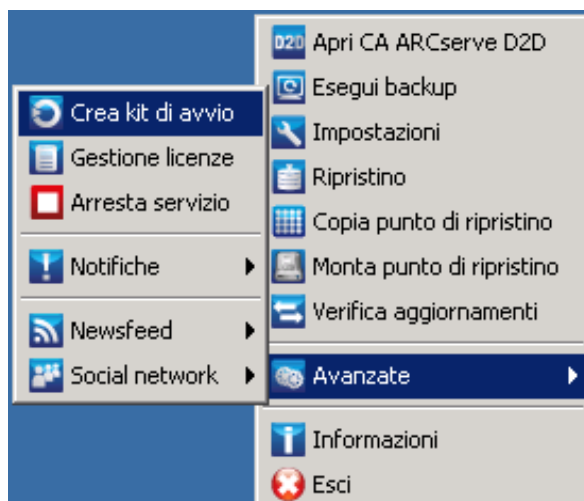 D2D Apri CA ARCserve D2D
Esegui backup
Impostazioni
Ripristino
Copia punto di ripristino
Monta punto di ripristino
Verifica aggiornamenti
Avanzate
Informazioni
Esci
Crea kit di avvio
Gestione licenze
Arresta servizio
Notifiche
Newsfeed
Social network